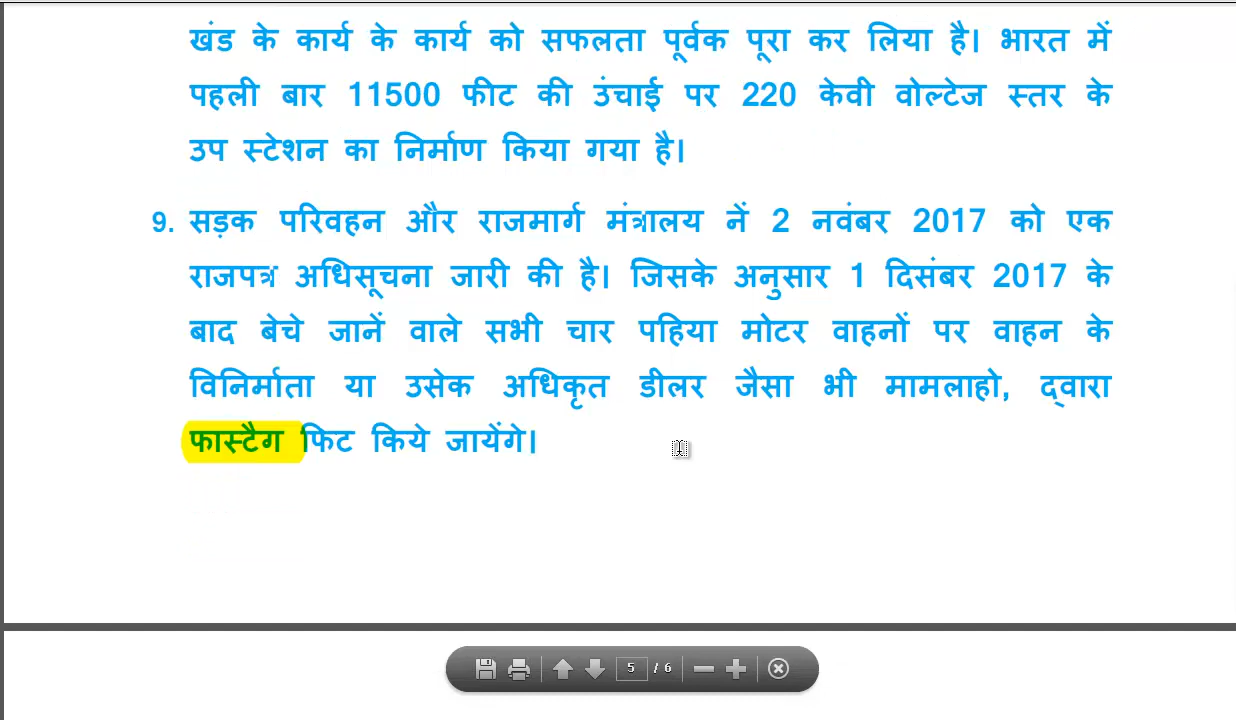 खंड के कार्य के कार्य को सफलता पूर्वक पूरा कर लिया है। भारत में
पहली बार 11500 फीट की उंचाई पर 220 केवी वोल्टेज स्तर के
उप स्टेशन का निर्माण किया गया है।
9. सड़क परिवहन और राजमार्ग मंत्रालय नें 2 नवंबर 2017 को एक
राजपत्र अधिसूचना जारी की है। जिसके अनुसार 1 दिसंबर 2017 के
बाद बेचे जानें वाले सभी चार पहिया मोटर वाहनों पर वाहन के
विनिर्माता या उसेक अधिकृत डीलर जैसा भी मामलाहो, द्वारा
फास्टैग फिट किये जायेंगे।
5 / 6